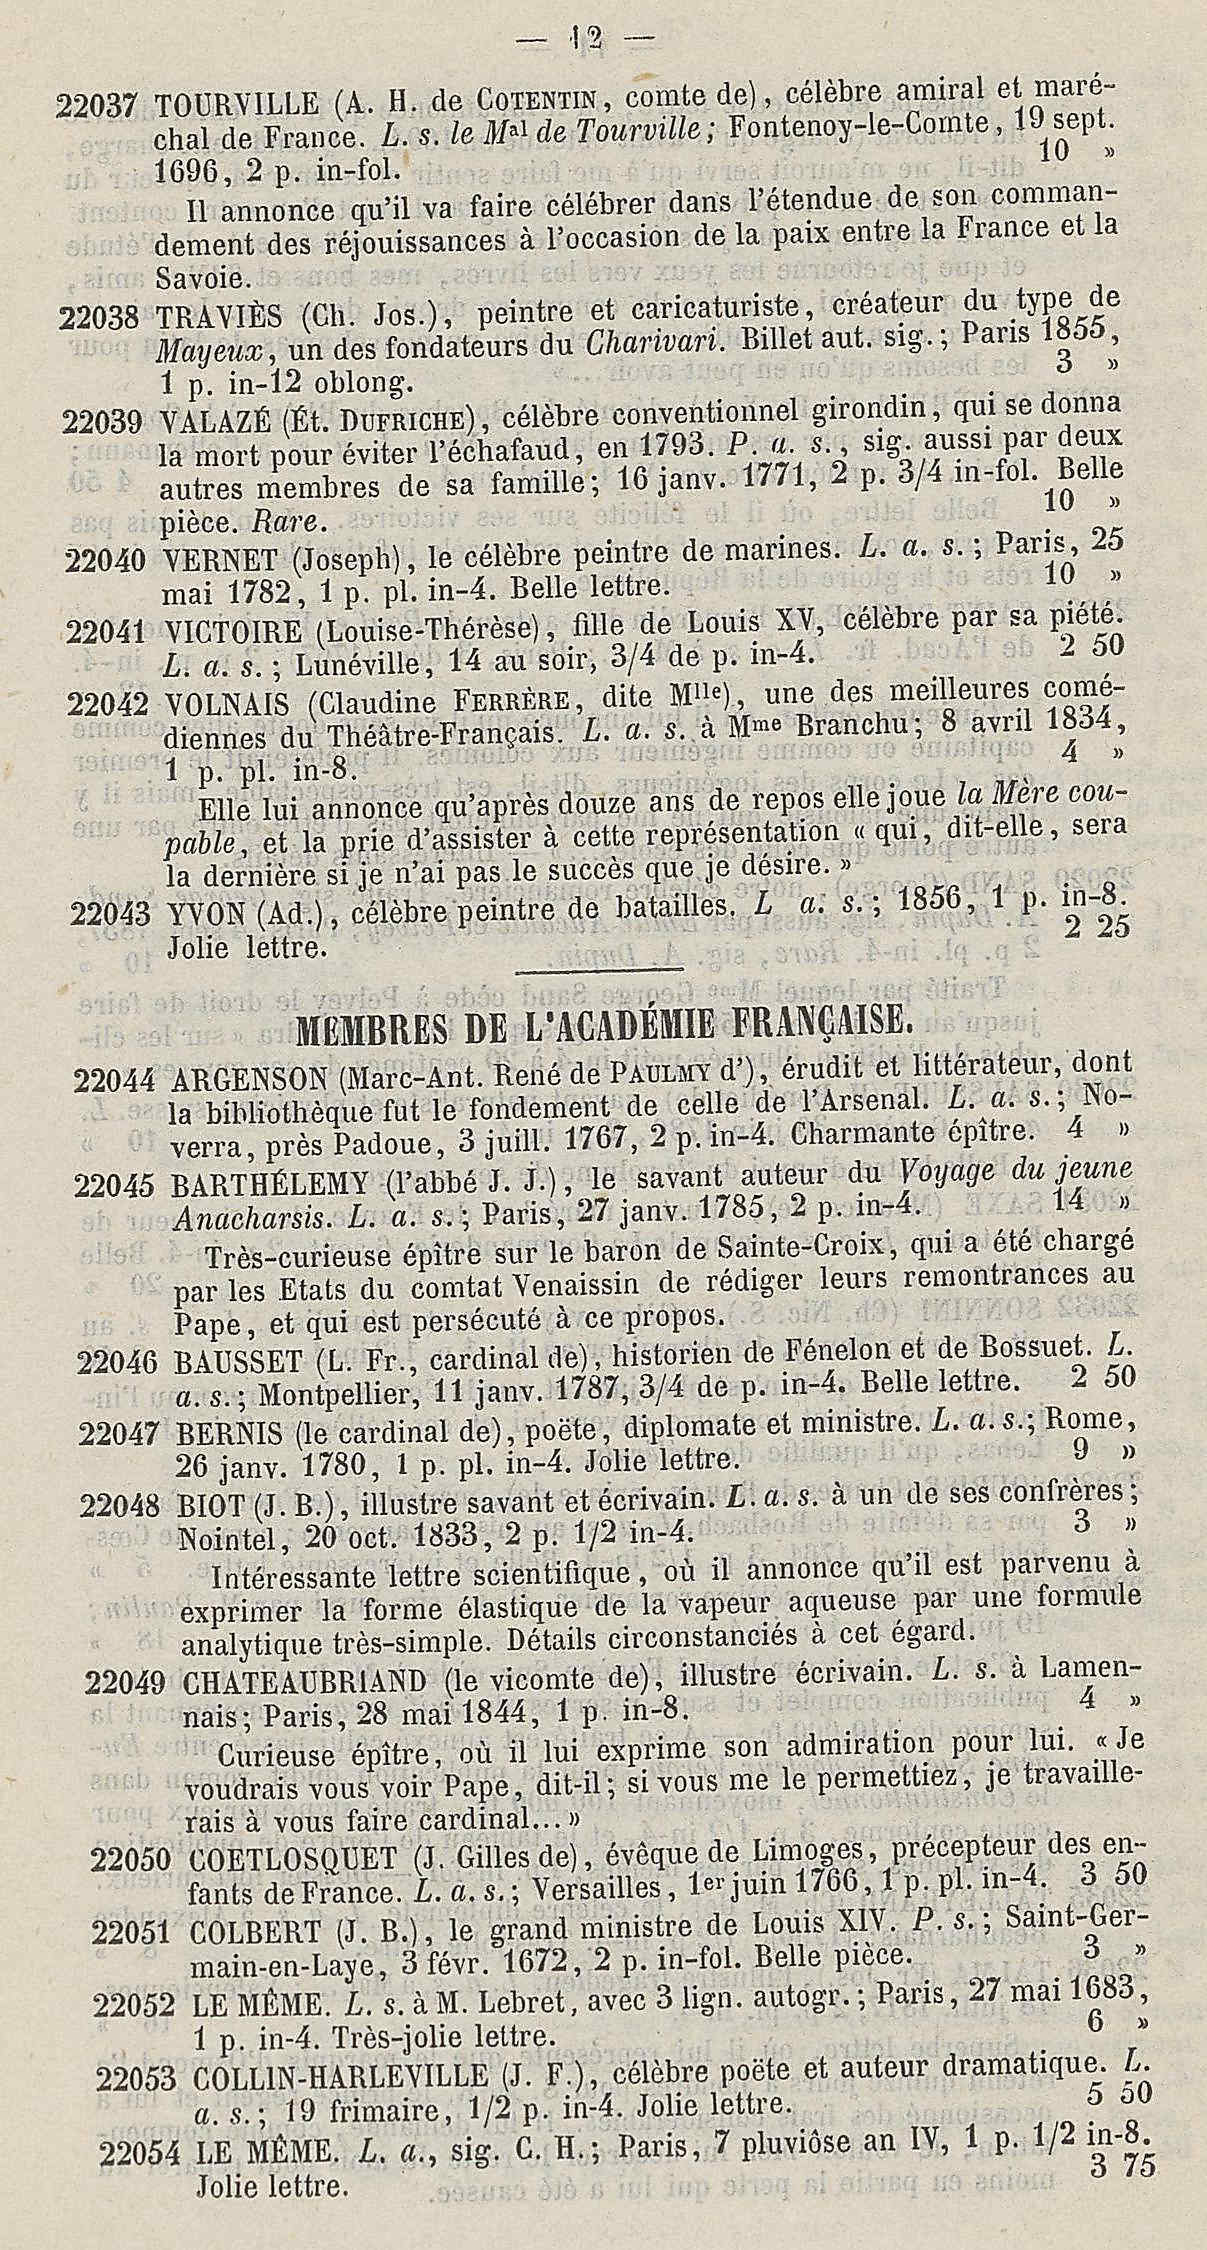 — 12 —
22037 TOURVILLE (A. H. de COTENTIN, comte de), célèbre amiral et maré-
chal de France. L. s. le Mal de Tourville; Fontenoy-le-Comte, 19 sept.
1696, 2 p. in-fol. 10 »
Il annonce qu'il va faire célébrer dans l'étendue de son comman-
dement des réjouissances à l'occasion de la paix entre la France et la
Savoie.
22038 TRAVIÈS (Ch. Jos.), peintre et caricaturiste, créateur du type de
Mayeux, un des fondateurs du Charivari. Billet aut. sig.; Paris 1855,
1 p. in-12 oblong. 3 »
22039 VALAZÉ (Ét. DUFRICHE), célèbre conventionnel girondin, qui se donna
la mort pour éviter l'échafaud, en 1793. P. a. s., sig. aussi par deux
autres membres de sa famille; 16 janv. 1771, 2 p. 3/4 in-fol. Belle
pièce. Rare. 10 »
22040 VERNET (Joseph), le célèbre peintre de marines. L. a. s.; Paris, 25
mai 1782, 1 p. pl. in-4. Belle lettre. 10 »
22041 VICTOIRE (Louise-Thérèse), fille de Louis XV, célèbre par sa piété.
L. a. s.; Lunéville, 14 au soir, 3/4 de p. in-4. 2 50
22042 VOLNAIS (Claudine FERRÈRE, dite Mlle), une des meilleures comé-
diennes du Théâtre-Français. L. a. s. à Mme Branchu; 8 avril 1834,
1 p. pl. in-8. 4 »
Elle lui annonce qu'après douze ans de repos elle joue la Mère cou-
pable, et la prie d'assister à cette représentation « qui, dit-elle, sera
la dernière si je n'ai pas le succès que je désire. »
22043 YVON (Ad.), célèbre peintre de batailles. L a. s.; 1856, 1 p. in-8.
Jolie lettre. 2 25
MEMBRES DE L'ACADÉMIE FRANÇAISE.
22044 ARGENSON (Marc-Ant. René de PAULMY d'), érudit et littérateur, dont
la bibliothèque fut le fondement de celle de l'Arsenal. L. a. s.; No-
verra, près Padoue, 3 juill. 1767, 2 p. in-4. Charmante épître. 4 »
22045 BARTHÉLEMY (l'abbé J. J.), le savant auteur du Voyage du jeune
Anacharsis. L. a. s.; Paris, 27 janv. 1785, 2 p. in-4. 14 »
Très-curieuse épître sur le baron de Sainte-Croix, qui a été chargé
par les Etats du comtat Venaissin de rédiger leurs remontrances au
Pape, et qui est persécuté à ce propos.
22046 BAUSSET (L. Fr., cardinal de), historien de Fénelon et de Bossuet. L.
a. s.; Montpellier, 11 janv. 1787, 3/4 de p. in-4. Belle lettre. 2 50
22047 BERNIS (le cardinal de), poëte, diplomate et ministre. L. a. s.; Rome,
26 janv. 1780, 1 p. pl. in-4. Jolie lettre. 9 »
22048 BIOT (J. B.), illustre savant et écrivain. L. a. s. à un de ses confrères;
Nointel, 20 oct. 1833, 2 p. 1/2 in-4. 3 »
Intéressante lettre scientifique, où il annonce qu'il est parvenu à
exprimer la forme élastique de la vapeur aqueuse par une formule
analytique très-simple. Détails circonstanciés à cet égard.
22049 CHATEAUBRIAND (le vicomte de), illustre écrivain. L. s. à Lamen-
nais; Paris, 28 mai 1844, 1 p. in-8. 4 »
Curieuse épître, où il lui exprime son admiration pour lui. « Je
voudrais vous voir Pape, dit-il; si vous me le permettiez, je travaille-
rais à vous faire cardinal... »
22050 COETLOSQUET (J. Gilles de), évêque de Limoges, précepteur des en-
fants de France. L. a. s.; Versailles, 1er juin 1766, 1 p. pl. in-4. 3 50
22051 COLBERT (J. B.), le grand ministre de Louis XIV. P. s.; Saint-Ger-
main-en-Laye, 3 févr. 1672, 2 p. in-fol. Belle pièce. 3 »
22052 LE MÊME. L. s. à M. Lebret, avec 3 lign. autogr.; Paris, 27 mai 1683,
1 p. in-4. Très-jolie lettre. 6 »
22053 COLLIN-HARLEVILLE (J. F.), célèbre poëte et auteur dramatique. L.
a. s.; 19 frimaire, 1/2 p. in-4. Jolie lettre. 5 50
22054 LE MÊME. L. a., sig. C. H.; Paris, 7 pluviôse an IV, 1 p. 1/2 in-8.
Jolie lettre. 3 75